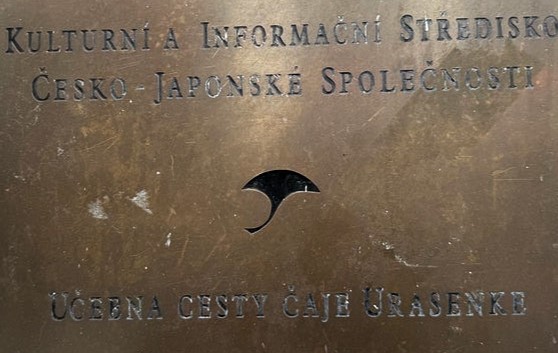 Kulturní a Informační Středisko
Česko - Japonské Společnosti
Učebna cesty čaje Urasenke